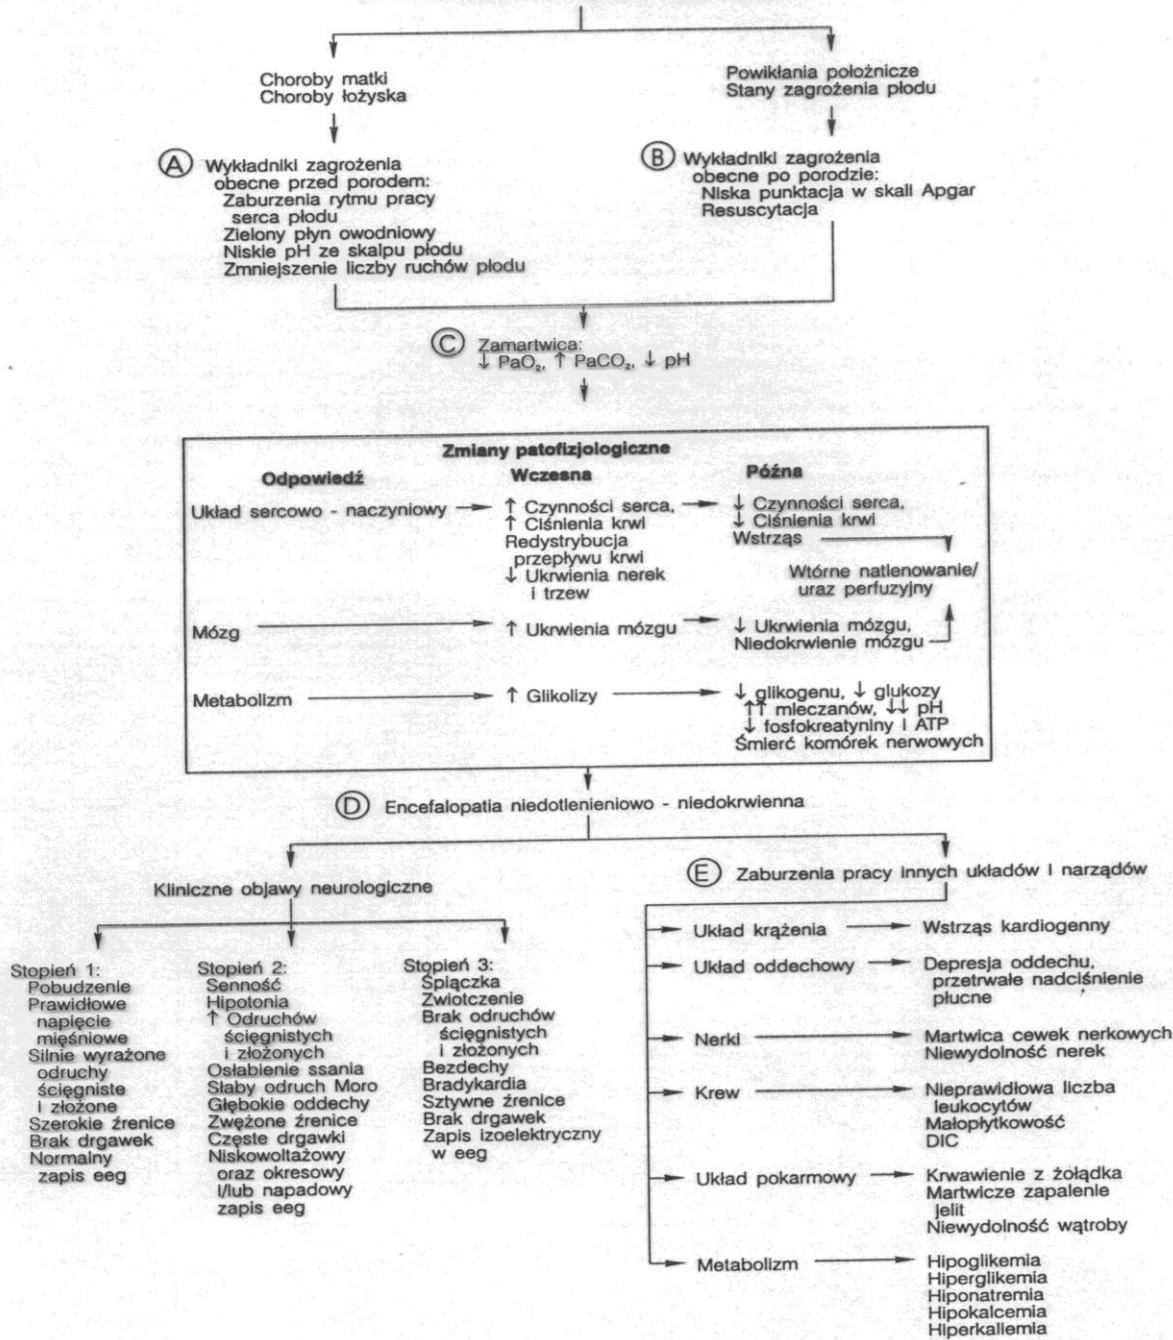 Choroby matki
Choroby łożyska
Powikłania położnicze
Stany zagrożenia płodu
A Wykładniki zagrożenia
obecne przed porodem:
Zaburzenia rytmu pracy
serca płodu
Zielony płyn owodniowy
Niskie pH ze skalpu płodu
Zmniejszenie liczby ruchów płodu
B Wykładniki zagrożenia
obecne po porodzie:
Niska punktacja w skali Apgar
Resuscytacja
C Zamartwica:
↓ PaO₂, ↑ PaCO₂, ↓ pH
Zmiany patofizjologiczne
Odpowiedź Wczesna Późna
Układ sercowo - naczyniowy
↑ Czynności serca,
↑ Ciśnienia krwi
Redystrybucja
przepływu krwi
↓ Ukrwienia nerek
i trzew
↓ Czynności serca,
↓ Ciśnienia krwi
Wstrząs
Wtórne natlenowanie/
uraz perfuzyjny
Mózg
↑ Ukrwienia mózgu
↓ Ukrwienia mózgu,
Niedokrwienie mózgu
Metabolizm
↑ Glikolizy
↓ glikogenu, ↓ glukozy
↑↑ mleczanów, ↓↓ pH
↓ fosfokreatyniny i ATP
Śmierć komórek nerwowych
D Encefalopatia niedotlenieniowo - niedokrwienna
Kliniczne objawy neurologiczne
Stopień 1:
Pobudzenie
Prawidłowe
napięcie
mięśniowe
Silnie wyrażone
odruchy
ścięgniste
i złożone
Szerokie źrenice
Brak drgawek
Normalny
zapis eeg
Stopień 2:
Senność
Hipotonia
↑ Odruchów
ścięgnistych
i złożonych
Osłabienie ssania
Słaby odruch Moro
Głębokie oddechy
Zwężone źrenice
Częste drgawki
Niskowoltażowy
oraz okresowy
i/lub napadowy
zapis eeg
Stopień 3:
Śpiączka
Zwiotczenie
Brak odruchów
ścięgnistych
i złożonych
Bezdechy
Bradykardia
Sztywne źrenice
Brak drgawek
Zapis izoelektryczny
w eeg
E Zaburzenia pracy innych układów i narządów
Układ krążenia
Wstrząs kardiogenny
Układ oddechowy
Depresja oddechu,
przetrwałe nadciśnienie
płucne
Nerki
Martwica cewek nerkowych
Niewydolność nerek
Krew
Nieprawidłowa liczba
leukocytów
Małopłytkowość
DIC
Układ pokarmowy
Krwawienie z żołądka
Martwicze zapalenie
jelit
Niewydolność wątroby
Metabolizm
Hipoglikemia
Hiperglikemia
Hiponatremia
Hipokalcemia
Hiperkaliemia